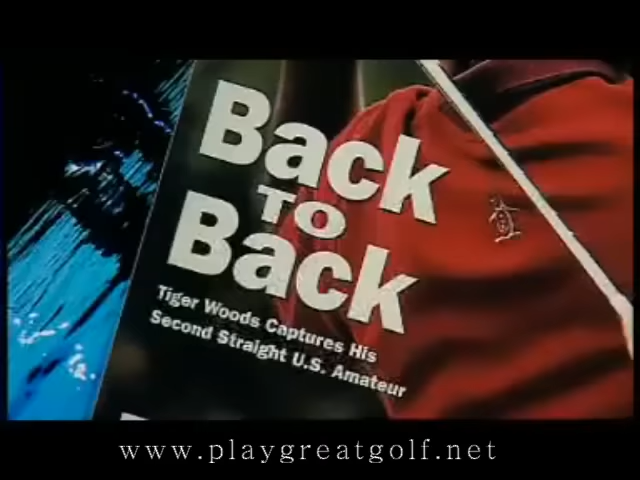 Back
To
Back
Tiger Woods Captures His
Second Straight U.S. Amateur
www.playgreatgolf.net